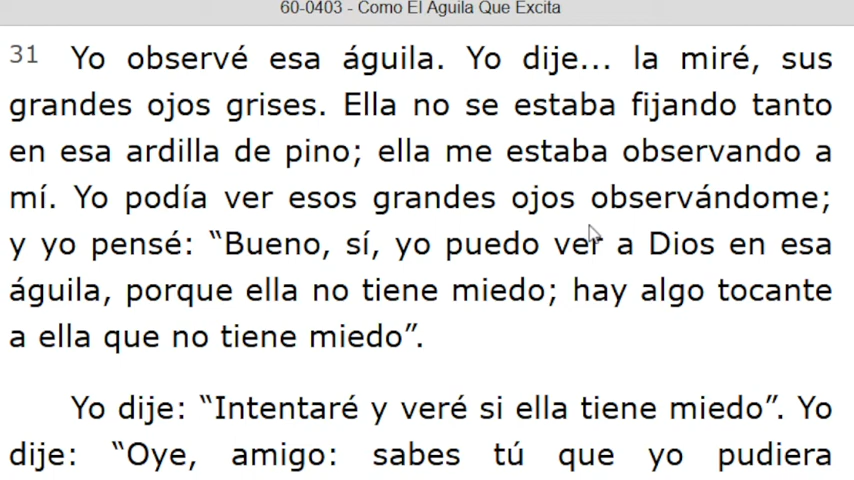 60-0403 - Como El Aguila Que Excita
31 Yo observé esa águila. Yo dije... la miré, sus
grandes ojos grises. Ella no se estaba fijando tanto
en esa ardilla de pino; ella me estaba observando a
mí. Yo podía ver esos grandes ojos observándome;
y yo pensé: “Bueno, sí, yo puedo ver a Dios en esa
águila, porque ella no tiene miedo; hay algo tocante
a ella que no tiene miedo”.
Yo dije: “Intentaré y veré si ella tiene miedo”. Yo
dije: “Oye, amigo: sabes tú que yo pudiera